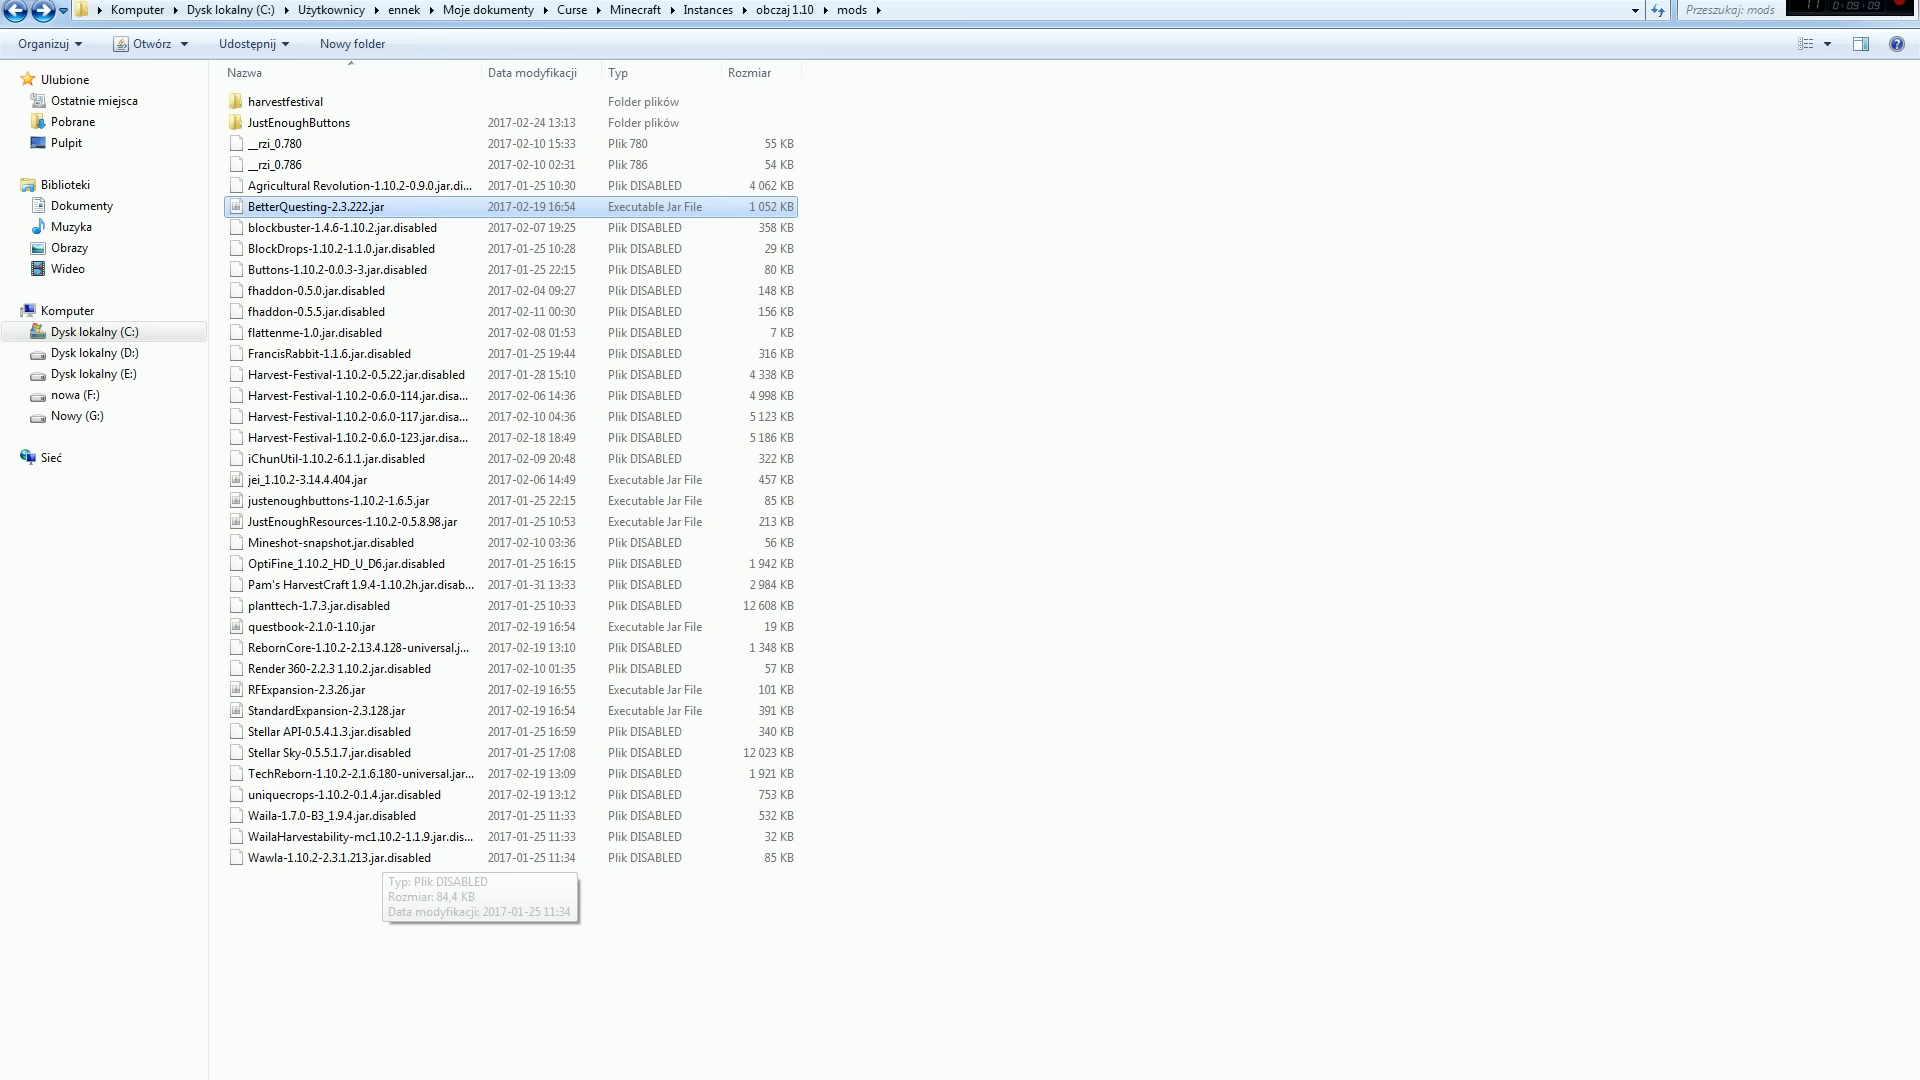 Komputer Dysk lokalny (C:) Użytkownicy ennek Moje dokumenty Curse Minecraft Instances obczaj 1.10 mods Przeszukaj: mods 0:09:09
Organizuj Otwórz Udostępnij Nowy folder
Nazwa Data modyfikacji Typ Rozmiar
Ulubione
Ostatnie miejsca
Pobrane
Pulpit
Biblioteki
Dokumenty
Muzyka
Obrazy
Wideo
Komputer
Dysk lokalny (C:)
Dysk lokalny (D:)
Dysk lokalny (E:)
nowa (F:)
Nowy (G:)
Sieć
harvestfestival Folder plików
JustEnoughButtons 2017-02-24 13:13 Folder plików
__rzi_0.780 2017-02-10 15:33 Plik 780 55 KB
__rzi_0.786 2017-02-10 02:31 Plik 786 54 KB
Agricultural Revolution-1.10.2-0.9.0.jar.di... 2017-01-25 10:30 Plik DISABLED 4 062 KB
BetterQuesting-2.3.222.jar 2017-02-19 16:54 Executable Jar File 1 052 KB
blockbuster-1.4.6-1.10.2.jar.disabled 2017-02-07 19:25 Plik DISABLED 358 KB
BlockDrops-1.10.2-1.1.0.jar.disabled 2017-01-25 10:28 Plik DISABLED 29 KB
Buttons-1.10.2-0.0.3-3.jar.disabled 2017-01-25 22:15 Plik DISABLED 80 KB
fhaddon-0.5.0.jar.disabled 2017-02-04 09:27 Plik DISABLED 148 KB
fhaddon-0.5.5.jar.disabled 2017-02-11 00:30 Plik DISABLED 156 KB
flattenme-1.0.jar.disabled 2017-02-08 01:53 Plik DISABLED 7 KB
FrancisRabbit-1.1.6.jar.disabled 2017-01-25 19:44 Plik DISABLED 316 KB
Harvest-Festival-1.10.2-0.5.22.jar.disabled 2017-01-28 15:10 Plik DISABLED 4 338 KB
Harvest-Festival-1.10.2-0.6.0-114.jar.disa... 2017-02-06 14:36 Plik DISABLED 4 998 KB
Harvest-Festival-1.10.2-0.6.0-117.jar.disa... 2017-02-10 04:36 Plik DISABLED 5 123 KB
Harvest-Festival-1.10.2-0.6.0-123.jar.disa... 2017-02-18 18:49 Plik DISABLED 5 186 KB
iChunUtil-1.10.2-6.1.1.jar.disabled 2017-02-09 20:48 Plik DISABLED 322 KB
jei_1.10.2-3.14.4.404.jar 2017-02-06 14:49 Executable Jar File 457 KB
justenoughbuttons-1.10.2-1.6.5.jar 2017-01-25 22:15 Executable Jar File 85 KB
JustEnoughResources-1.10.2-0.5.8.98.jar 2017-01-25 10:53 Executable Jar File 213 KB
Mineshot-snapshot.jar.disabled 2017-02-10 03:36 Plik DISABLED 56 KB
OptiFine_1.10.2_HD_U_D6.jar.disabled 2017-01-25 16:15 Plik DISABLED 1 942 KB
Pam's HarvestCraft 1.9.4-1.10.2h.jar.disab... 2017-01-31 13:33 Plik DISABLED 2 984 KB
planttech-1.7.3.jar.disabled 2017-01-25 10:33 Plik DISABLED 12 608 KB
questbook-2.1.0-1.10.jar 2017-02-19 16:54 Executable Jar File 19 KB
RebornCore-1.10.2-2.13.4.128-universal.j... 2017-02-19 13:10 Plik DISABLED 1 348 KB
Render 360-2.2.3 1.10.2.jar.disabled 2017-02-10 01:35 Plik DISABLED 57 KB
RFExpansion-2.3.26.jar 2017-02-19 16:55 Executable Jar File 101 KB
StandardExpansion-2.3.128.jar 2017-02-19 16:54 Executable Jar File 391 KB
Stellar API-0.5.4.1.3.jar.disabled 2017-01-25 16:59 Plik DISABLED 340 KB
Stellar Sky-0.5.5.1.7.jar.disabled 2017-01-25 17:08 Plik DISABLED 12 023 KB
TechReborn-1.10.2-2.1.6.180-universal.jar... 2017-02-19 13:09 Plik DISABLED 1 921 KB
uniquecrops-1.10.2-0.1.4.jar.disabled 2017-02-19 13:12 Plik DISABLED 753 KB
Waila-1.7.0-B3_1.9.4.jar.disabled 2017-01-25 11:33 Plik DISABLED 532 KB
WailaHarvestability-mc1.10.2-1.1.9.jar.dis... 2017-01-25 11:33 Plik DISABLED 32 KB
Wawla-1.10.2-2.3.1.213.jar.disabled 2017-01-25 11:34 Plik DISABLED 85 KB
Typ: Plik DISABLED
Rozmiar: 84,4 KB
Data modyfikacji: 2017-01-25 11:34